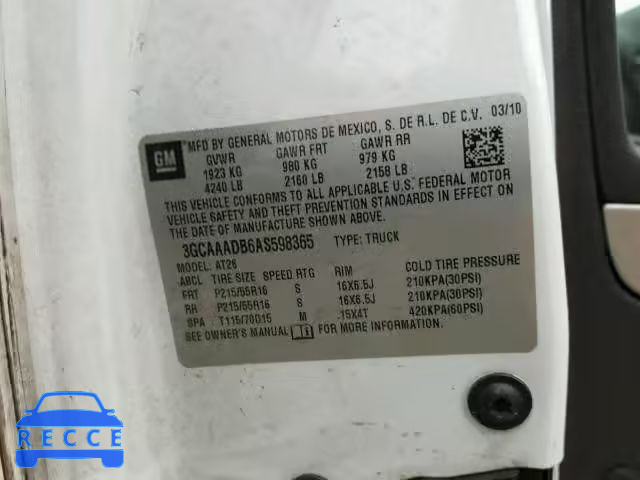 GM
MFD BY GENERAL MOTORS DE MEXICO, S. DE R.L. DE C.V. 03/10
GVWR GAWR FRT GAWR RR
1923 KG 980 KG 979 KG
4240 LB 2160 LB 2158 LB
THIS VEHICLE CONFORMS TO ALL APPLICABLE U.S. FEDERAL MOTOR
VEHICLE SAFETY AND THEFT PREVENTION STANDARDS IN EFFECT
ON THE DATE OF MANUFACTURE SHOWN ABOVE.
3GCAAADB6AS598365 TYPE: TRUCK
MODEL: AT26
ABCL TIRE SIZE SPEED RTG RIM COLD TIRE PRESSURE
FRT P215/55R16 S 16X6.5J 210KPA(30PSI)
RR P215/55R16 S 16X6.5J 210KPA(30PSI)
SPA T115/70D15 M 15X4T 420KPA(60PSI)
SEE OWNER'S MANUAL FOR ADDITIONAL INFORMATION.
RECCE